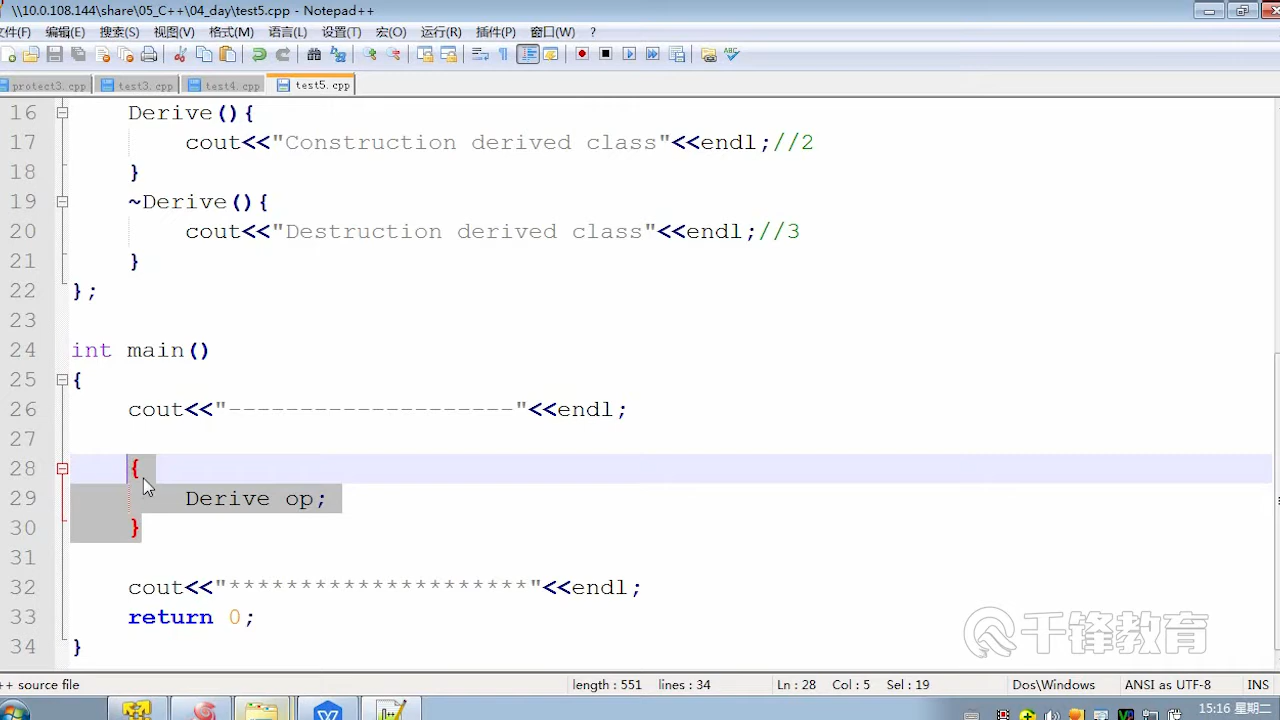 \\10.0.108.144\share\05_C++\04_day\test5.cpp - Notepad++
文件(F) 编辑(E) 搜索(S) 视图(V) 格式(M) 语言(L) 设置(T) 宏(O) 运行(R) 插件(P) 窗口(W) ?
protect3.cpp test3.cpp test4.cpp test5.cpp
16 Derive(){
17 cout<<"Construction derived class"<<endl;//2
18 }
19 ~Derive(){
20 cout<<"Destruction derived class"<<endl;//3
21 }
22 };
23
24 int main()
25 {
26 cout<<"--------------------"<<endl;
27
28 {
29 Derive op;
30 }
31
32 cout<<"*********************"<<endl;
33 return 0;
34 }
千锋教育
++ source file length : 551 lines : 34 Ln : 28 Col : 5 Sel : 19 Dos\Windows ANSI as UTF-8 INS
15:16 星期二